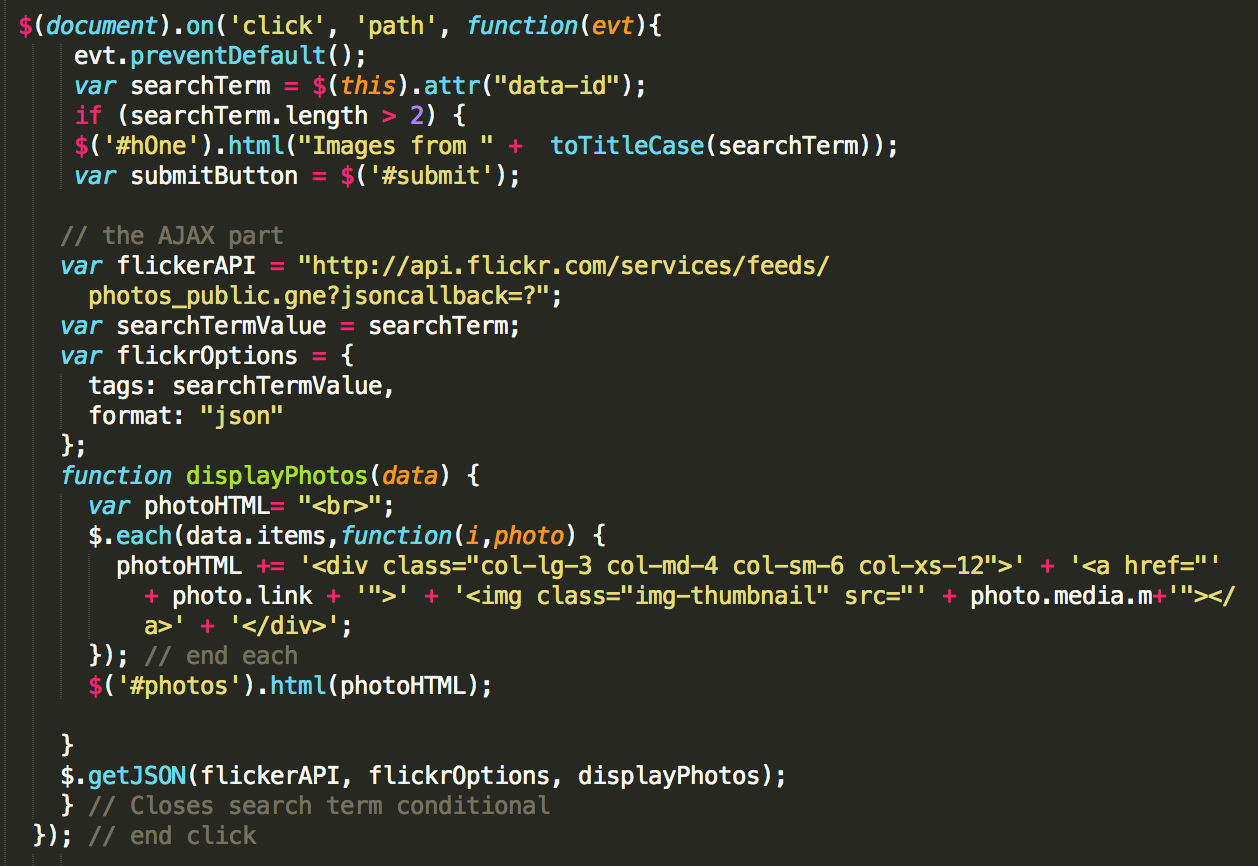 $(document).on('click', 'path', function(evt){
    evt.preventDefault();
    var searchTerm = $(this).attr("data-id");
    if (searchTerm.length > 2) {
    $('#hOne').html("Images from " +  toTitleCase(searchTerm));
    var submitButton = $('#submit');

   // the AJAX part
   var flickerAPI = "http://api.flickr.com/services/feeds/
     photos_public.gne?jsoncallback=?";
   var searchTermValue = searchTerm;
   var flickrOptions = {
     tags: searchTermValue,
     format: "json"
   };
   function displayPhotos(data) {
     var photoHTML= "<br>";
     $.each(data.items,function(i,photo) {
       photoHTML += '<div class="col-lg-3 col-md-4 col-sm-6 col-xs-12">' + '<a href="'
         + photo.link + '">' + '<img class="img-thumbnail" src="' + photo.media.m+'"></
         a>' + '</div>';
     }); // end each
     $('#photos').html(photoHTML);

   }
   $.getJSON(flickerAPI, flickrOptions, displayPhotos);
   } // Closes search term conditional
 }); // end click